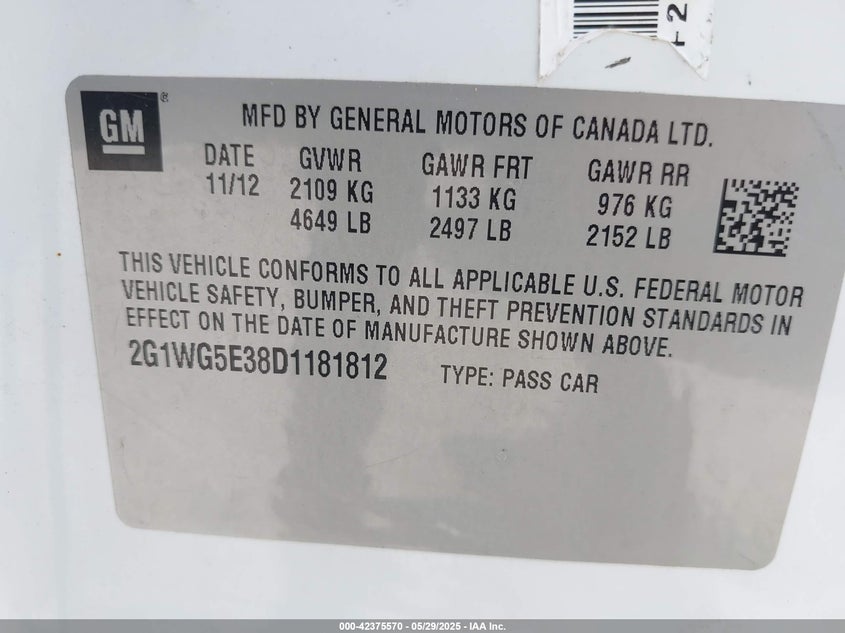 F 2
GM
MFD BY GENERAL MOTORS OF CANADA LTD.
DATE GVWR GAWR FRT GAWR RR
11/12 2109 KG 1133 KG 976 KG
4649 LB 2497 LB 2152 LB
THIS VEHICLE CONFORMS TO ALL APPLICABLE U.S. FEDERAL MOTOR
VEHICLE SAFETY, BUMPER, AND THEFT PREVENTION STANDARDS IN
EFFECT ON THE DATE OF MANUFACTURE SHOWN ABOVE.
2G1WG5E38D1181812 TYPE: PASS CAR
000-42375570 - 05/29/2025 - IAA Inc.